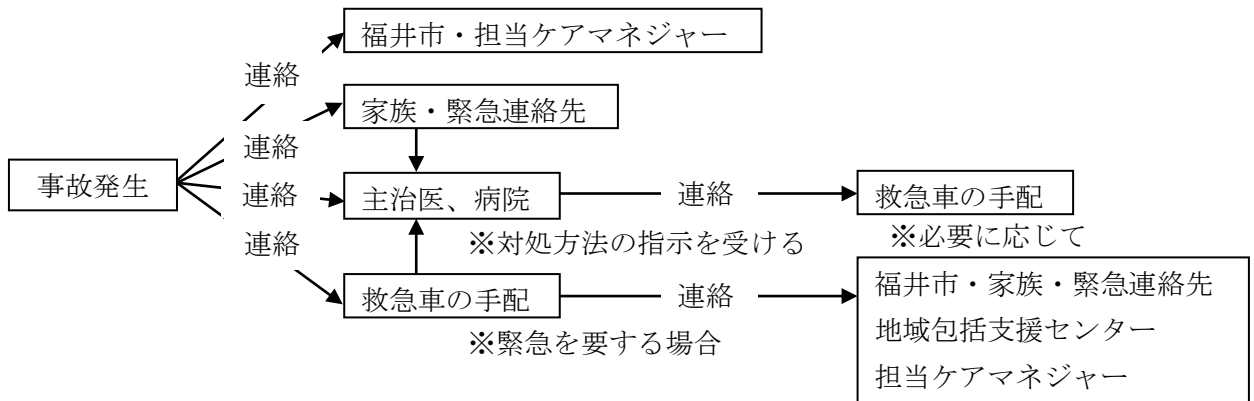 福井市・担当ケアマネジャー
連絡
家族・緊急連絡先
連絡
事故発生
連絡
主治医、病院
連絡
救急車の手配
※対処方法の指示を受ける
※必要に応じて
連絡
救急車の手配
連絡
福井市・家族・緊急連絡先
地域包括支援センター
担当ケアマネジャー
※緊急を要する場合